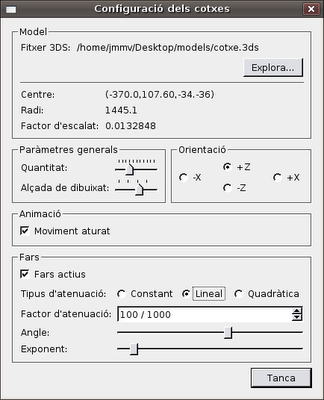 Configuració dels cotxes
Model
Fitxer 3DS: /home/jmmv/Desktop/models/cotxe.3ds
Explora...
Centre: (-370.0,107.60,-34.-36)
Radi: 1445.1
Factor d'escalat: 0.0132848
Paràmetres generals
Quantitat:
Alçada de dibuixat:
Orientació
+Z
-X +X
-Z
Animació
Moviment aturat
Fars
Fars actius
Tipus d'atenuació: Constant Lineal Quadràtica
Factor d'atenuació: 100 / 1000
Angle:
Exponent:
Tanca